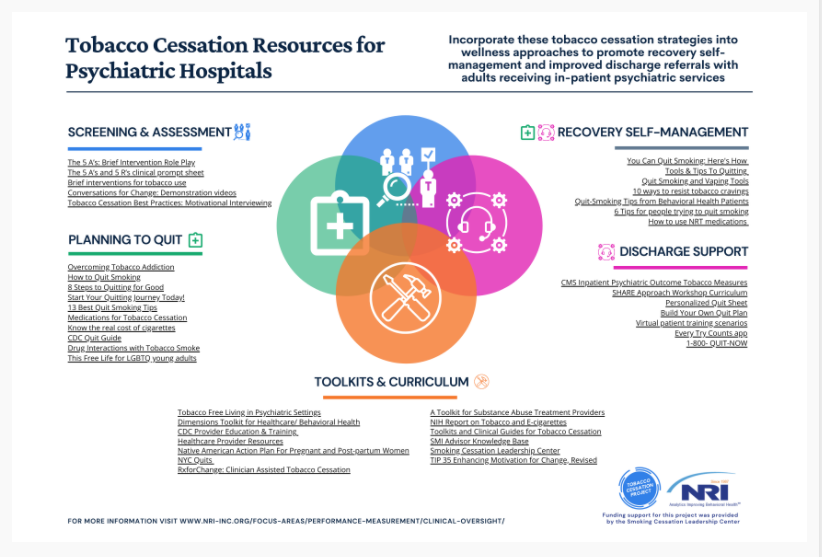 Tobacco Cessation Resources for
Psychiatric Hospitals
Incorporate these tobacco cessation strategies into
wellness approaches to promote recovery self-
management and improved discharge referrals with
adults receiving in-patient psychiatric services
SCREENING & ASSESSMENT
The 5 A's: Brief Intervention Role Play
The 5 A's and 5 R's clinical prompt sheet
Brief interventions for tobacco use
Conversations for Change: Demonstration videos
Tobacco Cessation Best Practices: Motivational Interviewing
PLANNING TO QUIT
Overcoming Tobacco Addiction
How to Quit Smoking
8 Steps to Quitting for Good
Start Your Quitting Journey Today!
13 Best Quit Smoking Tips
Medications for Tobacco Cessation
Know the real cost of cigarettes
CDC Quit Guide
Drug Interactions with Tobacco Smoke
This Free Life for LGBTQ young adults
T T T
T
RECOVERY SELF-MANAGEMENT
You Can Quit Smoking: Here's How
Tools & Tips To Quitting
Quit Smoking and Vaping Tools
10 ways to resist tobacco cravings
Quit-Smoking Tips from Behavioral Health Patients
6 Tips for people trying to quit smoking
How to use NRT medications
DISCHARGE SUPPORT
CMS Inpatient Psychiatric Outcome Tobacco Measures
SHARE Approach Workshop Curriculum
Personalized Quit Sheet
Build Your Own Quit Plan
Virtual patient training scenarios
Every Try Counts app
1-800- QUIT-NOW
TOOLKITS & CURRICULUM
Tobacco Free Living in Psychiatric Settings
Dimensions Toolkit for Healthcare/ Behavioral Health
CDC Provider Education & Training
Healthcare Provider Resources
Native American Action Plan For Pregnant and Post-partum Women
NYC Quits
RxforChange: Clinician Assisted Tobacco Cessation
A Toolkit for Substance Abuse Treatment Providers
NIH Report on Tobacco and E-cigarettes
Toolkits and Clinical Guides for Tobacco Cessation
SMI Advisor Knowledge Base
Smoking Cessation Leadership Center
TIP 35 Enhancing Motivation for Change, Revised
TOBACCO
CESSATION
PROJECT
NRI
Analytics Improving Behavioral Health
Funding support for this project was provided
by the Smoking Cessation Leadership Center
FOR MORE INFORMATION VISIT WWW.NRI-INC.ORG/FOCUS-AREAS/PERFORMANCE-MEASUREMENT/CLINICAL-OVERSIGHT/